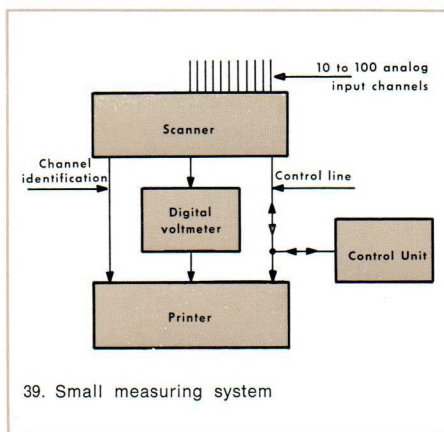 10 to 100 analog
input channels
Scanner
Channel
identification
Control line
Digital
voltmeter
Control Unit
Printer
39. Small measuring system